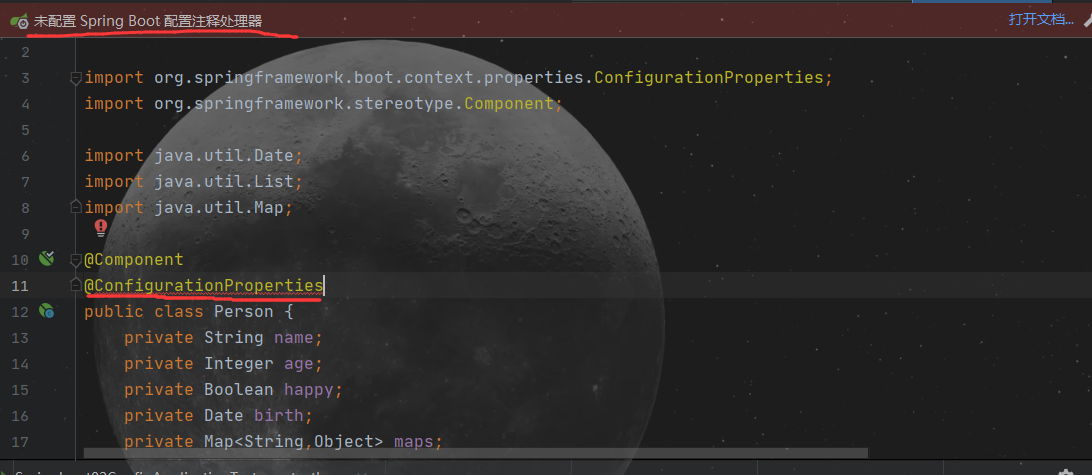 未配置 Spring Boot 配置注释处理器
打开文档...
2
3 import org.springframework.boot.context.properties.ConfigurationProperties;
4 import org.springframework.stereotype.Component;
5
6 import java.util.Date;
7 import java.util.List;
8 import java.util.Map;
9
10 @Component
11 @ConfigurationProperties
12 public class Person {
13 private String name;
14 private Integer age;
15 private Boolean happy;
16 private Date birth;
17 private Map<String,Object> maps;